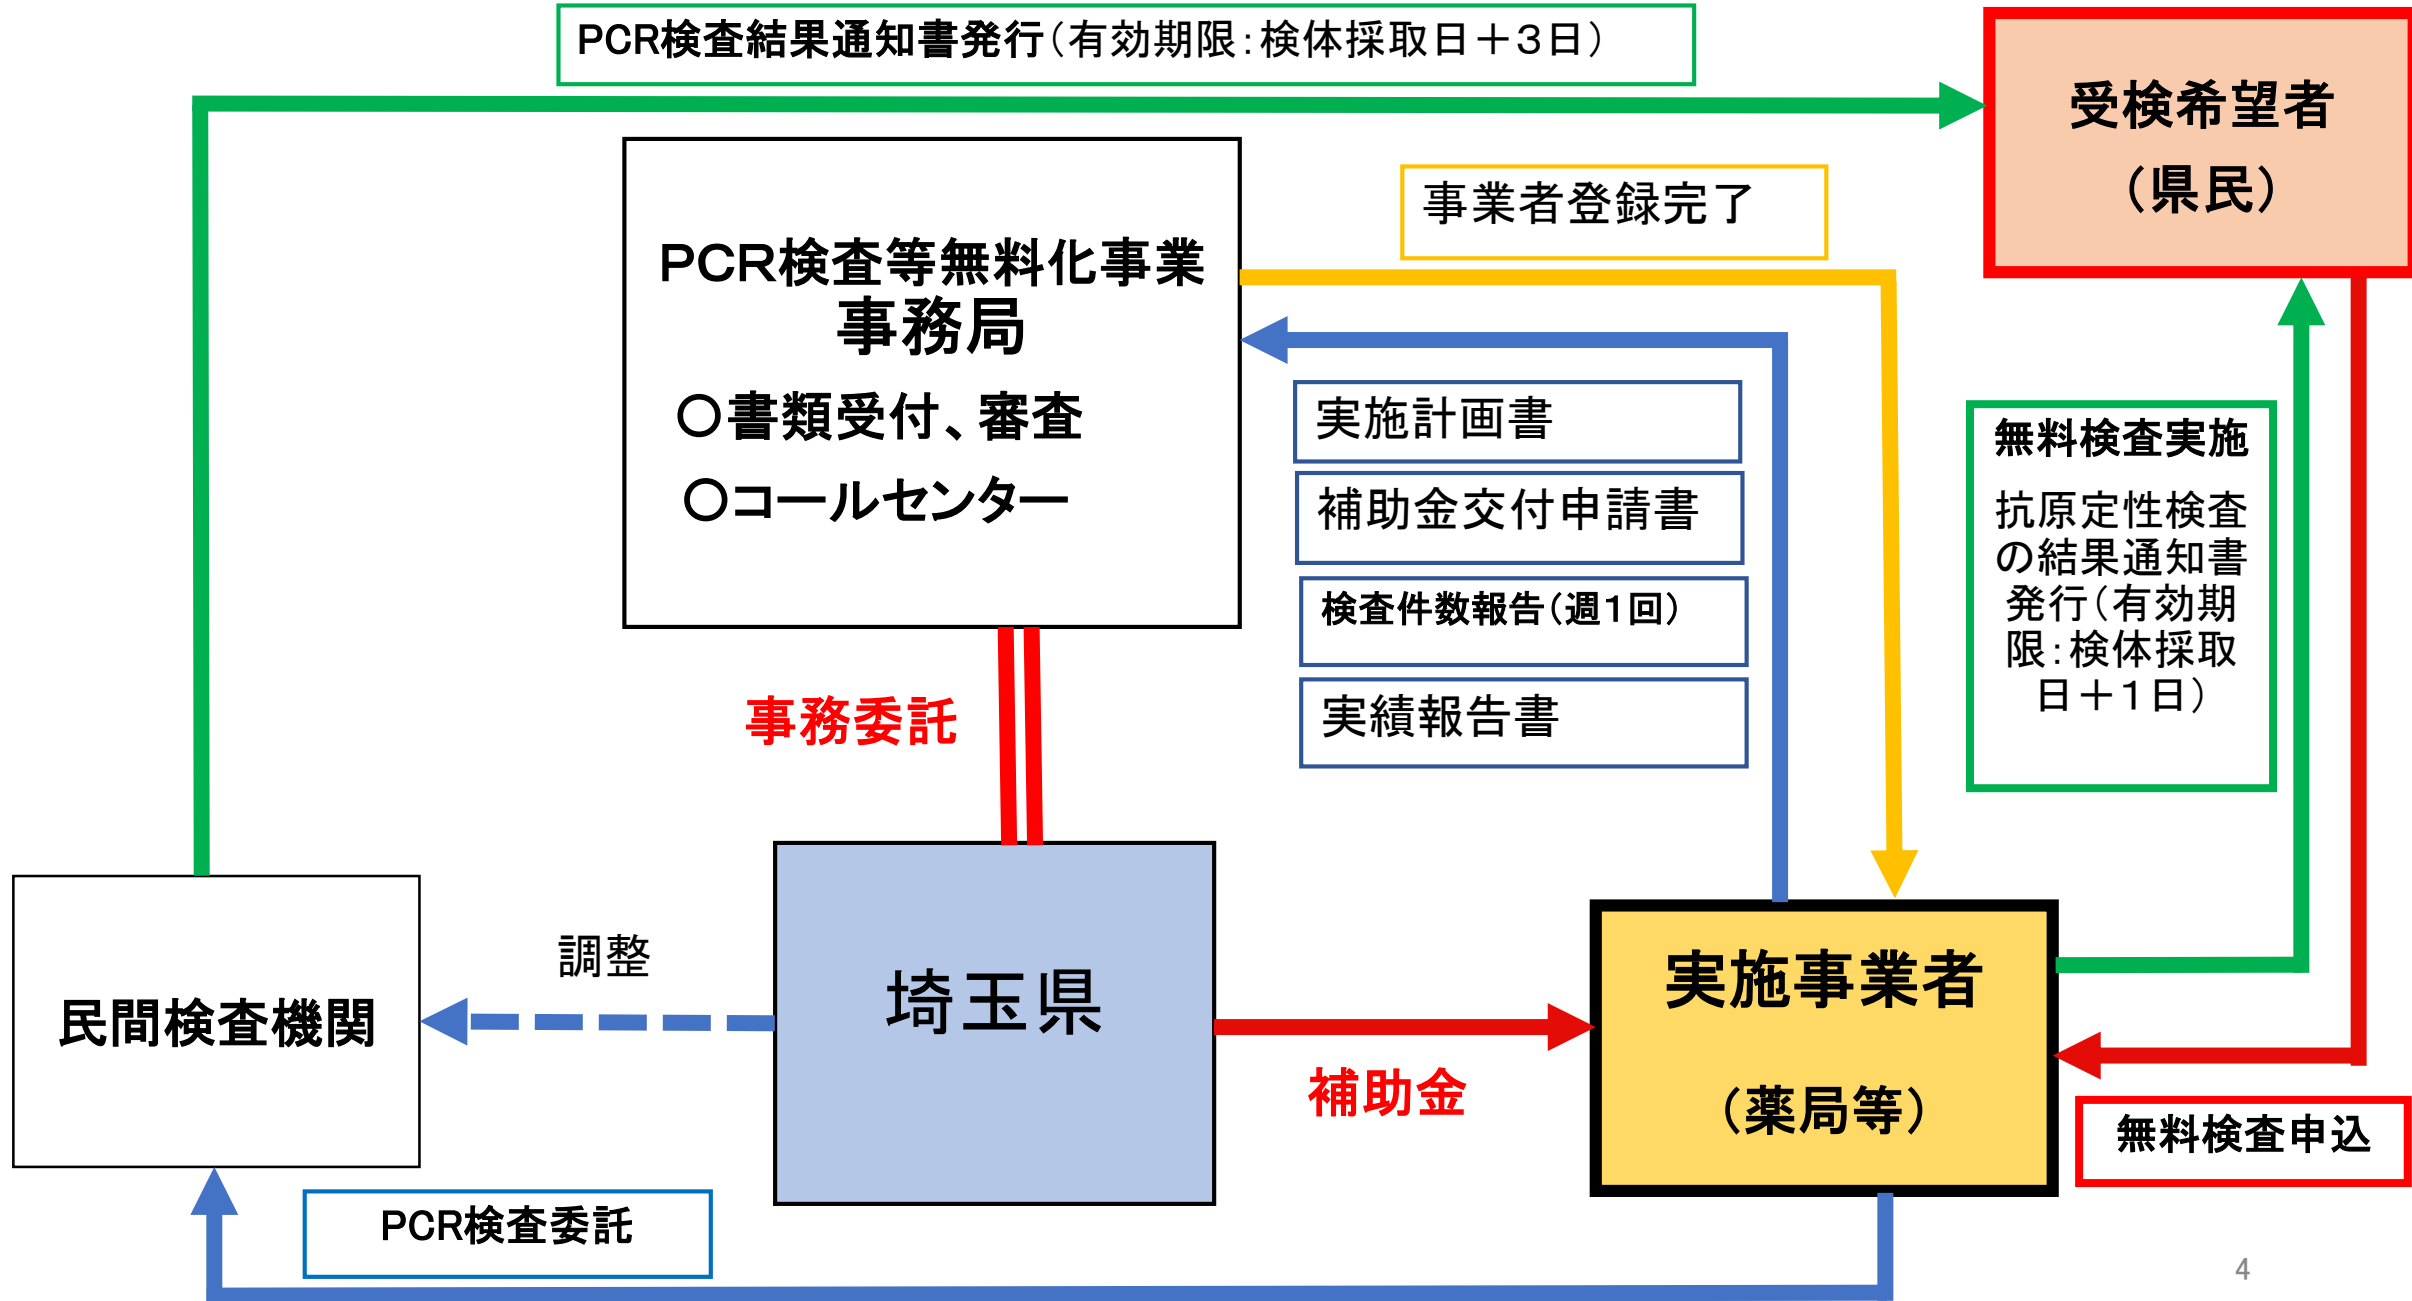 PCR検査結果通知書発行（有効期限：検体採取日＋３日）
受検希望者
（県民）
事業者登録完了
ＰＣＲ検査等無料化事業
事務局
〇書類受付、審査
〇コールセンター
実施計画書
補助金交付申請書
検査件数報告（週１回）
実績報告書
無料検査実施
抗原定性検査
の結果通知書
発行（有効期
限：検体採取
日＋１日）
事務委託
調整
民間検査機関
埼玉県
補助金
実施事業者
（薬局等）
無料検査申込
PCR検査委託
4